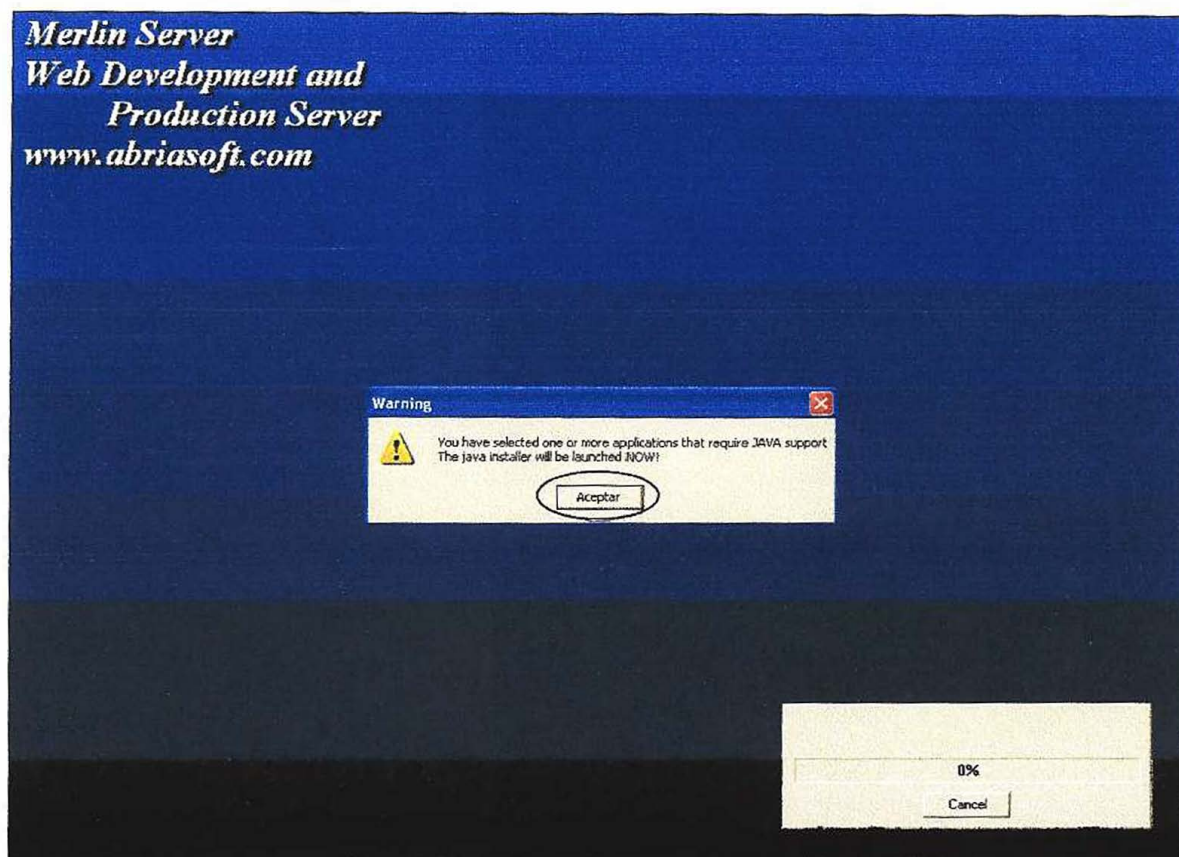 Merlin Server
Web Development and
Production Server
www.abriasoft.com
Warning
You have selected one or more applications that require JAVA support
The java installer will be launched NOW!
Aceptar
0%
Cancel